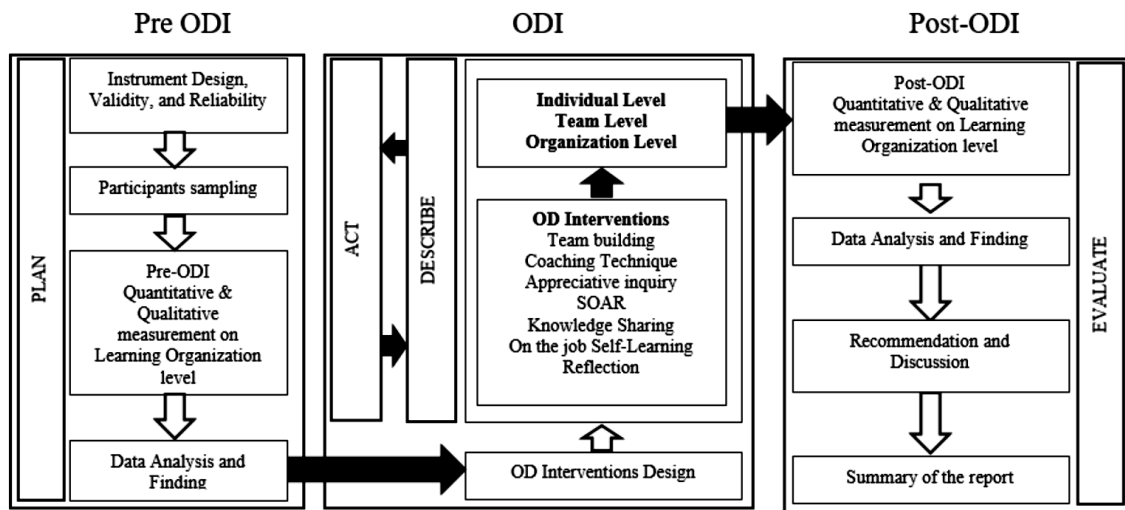 Pre ODI
ODI
Post-ODI
PLAN
Instrument Design,
Validity, and Reliability
Participants sampling
Pre-ODI
Quantitative &
Qualitative
measurement on
Learning Organization
level
Data Analysis and
Finding
ACT
DESCRIBE
Individual Level
Team Level
Organization Level
OD Interventions
Team building
Coaching Technique
Appreciative inquiry
SOAR
Knowledge Sharing
On the job Self-Learning
Reflection
OD Interventions Design
Post-ODI
Quantitative & Qualitative
measurement on Learning
Organization level
Data Analysis and Finding
Recommendation and
Discussion
Summary of the report
EVALUATE